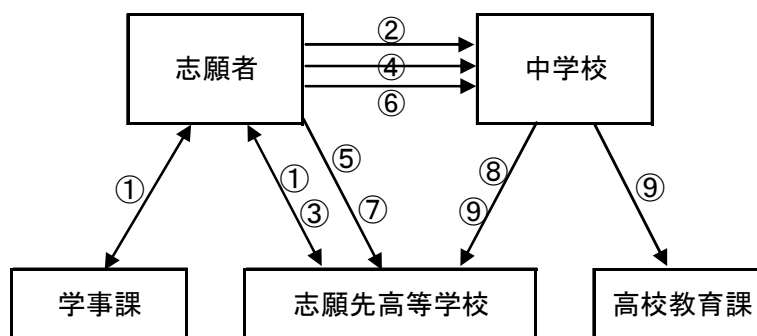 志願者
②
④
⑥
中学校
①
①
③
⑤
⑦
⑧
⑨
⑨
学事課
志願先高等学校
高校教育課